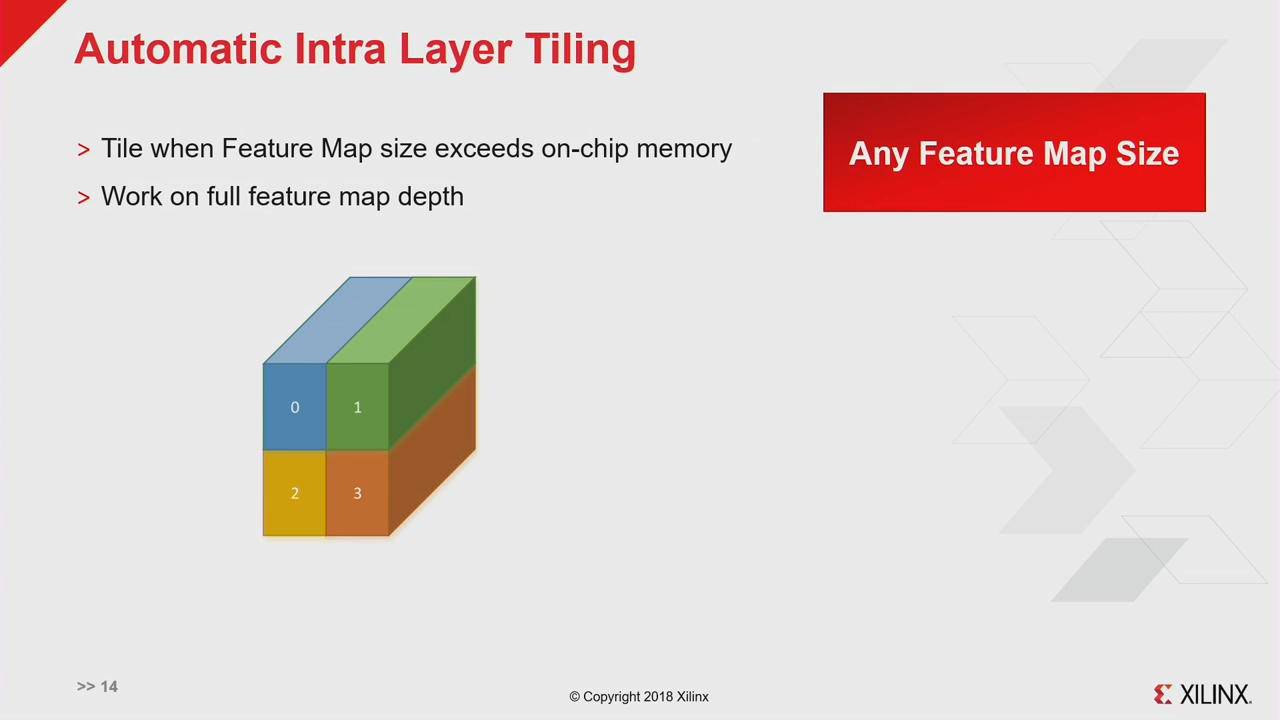 Automatic Intra Layer Tiling
> Tile when Feature Map size exceeds on-chip memory
> Work on full feature map depth
Any Feature Map Size
0 1
2 3
>> 14
© Copyright 2018 Xilinx
XILINX.